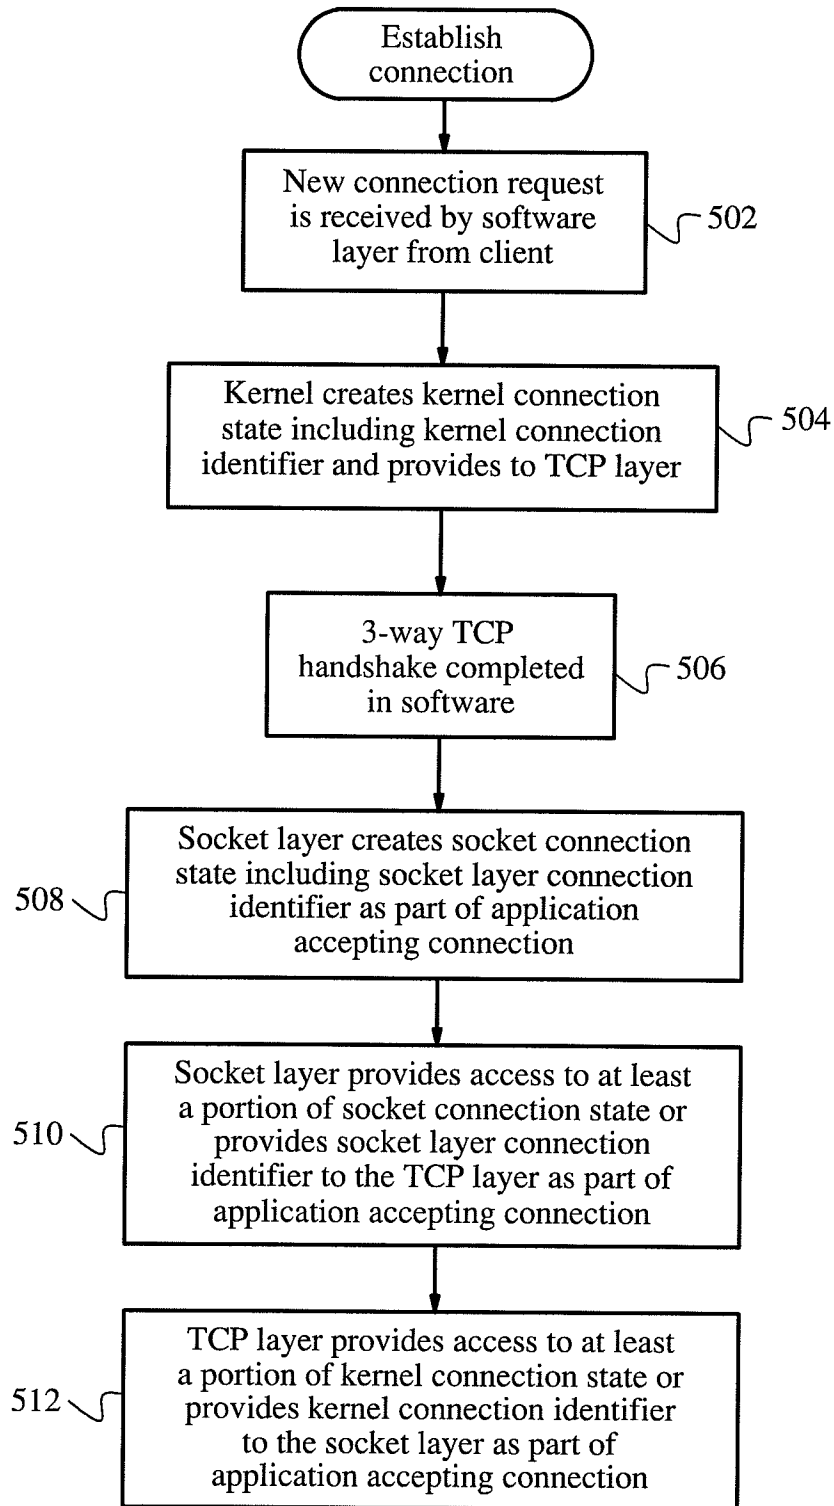 Establish
connection
New connection request
is received by software
layer from client
502
Kernel creates kernel connection
state including kernel connection
identifier and provides to TCP layer
504
3-way TCP
handshake completed
in software
506
Socket layer creates socket connection
state including socket layer connection
identifier as part of application
accepting connection
508
Socket layer provides access to at least
a portion of socket connection state or
provides socket layer connection
identifier to the TCP layer as part of
application accepting connection
510
TCP layer provides access to at least
a portion of kernel connection state or
provides kernel connection identifier
to the socket layer as part of
application accepting connection
512